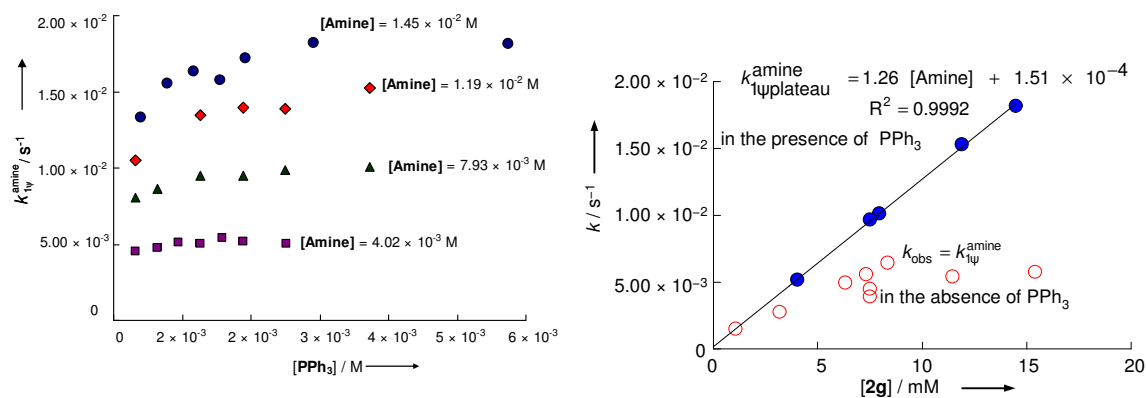 2.00 × 10⁻²
1.50 × 10⁻²
1.00 × 10⁻²
5.00 × 10⁻³
0
k₁ψᵃᵐⁱⁿᵉ / s⁻¹
[Amine] = 1.45 × 10⁻² M
[Amine] = 1.19 × 10⁻² M
[Amine] = 7.93 × 10⁻³ M
[Amine] = 4.02 × 10⁻³ M
0 2 × 10⁻³ 2 × 10⁻³ 3 × 10⁻³ 4 × 10⁻³ 5 × 10⁻³ 6 × 10⁻³
[PPh₃] / M
2.00 × 10⁻²
1.50 × 10⁻²
1.00 × 10⁻²
5.00 × 10⁻³
0
k / s⁻¹
k₁ψplateauᵃᵐⁱⁿᵉ = 1.26 [Amine] + 1.51 × 10⁻⁴
R² = 0.9992
in the presence of PPh₃
kobs = k₁ψᵃᵐⁱⁿᵉ
in the absence of PPh₃
5 10 15 20
[2g] / mM